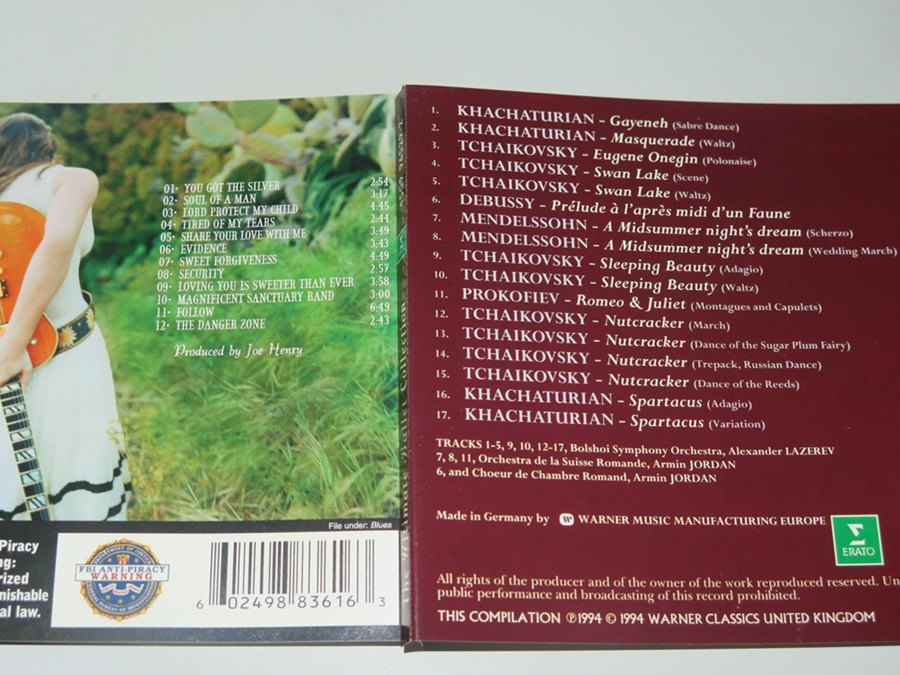 01· YOU GOT THE SILVER 2:54
02· SOUL OF A MAN 3:17
03· LORD PROTECT MY CHILD 4:45
04· TIRED OF MY TEARS 2:44
05· SHARE YOUR LOVE WITH ME 3:49
06· EVIDENCE 3:43
07· SWEET FORGIVENESS 4:49
08· SECURITY 2:57
09· LOVING YOU IS SWEETER THAN EVER 3:58
10· MAGNIFICENT SANCTUARY BAND 3:00
11· FOLLOW 6:49
12· THE DANGER ZONE 2:43
Produced by Joe Henry
File under: Blues
Piracy
ng:
rized
nishable
al law.
DEPARTMENT OF JUSTICE
FBI ANTI-PIRACY
WARNING
FEDERAL BUREAU OF INVESTIGATION
6 02498 83616 3
The Ultimate Ballet Collection
1. KHACHATURIAN – Gayeneh (Sabre Dance)
2. KHACHATURIAN – Masquerade (Waltz)
3. TCHAIKOVSKY – Eugene Onegin (Polonaise)
4. TCHAIKOVSKY – Swan Lake (Scene)
5. TCHAIKOVSKY – Swan Lake (Waltz)
6. DEBUSSY – Prélude à l'après midi d'un Faune
7. MENDELSSOHN – A Midsummer night's dream (Scherzo)
8. MENDELSSOHN – A Midsummer night's dream (Wedding March)
9. TCHAIKOVSKY – Sleeping Beauty (Adagio)
10. TCHAIKOVSKY – Sleeping Beauty (Waltz)
11. PROKOFIEV – Romeo & Juliet (Montagues and Capulets)
12. TCHAIKOVSKY – Nutcracker (March)
13. TCHAIKOVSKY – Nutcracker (Dance of the Sugar Plum Fairy)
14. TCHAIKOVSKY – Nutcracker (Trepack, Russian Dance)
15. TCHAIKOVSKY – Nutcracker (Dance of the Reeds)
16. KHACHATURIAN – Spartacus (Adagio)
17. KHACHATURIAN – Spartacus (Variation)
TRACKS 1-5, 9, 10, 12-17, Bolshoi Symphony Orchestra, Alexander LAZEREV
7, 8, 11, Orchestra de la Suisse Romande, Armin JORDAN
6, and Choeur de Chambre Romand, Armin JORDAN
Made in Germany by WARNER MUSIC MANUFACTURING EUROPE
ERATO
All rights of the producer and of the owner of the work reproduced reserved. Un
public performance and broadcasting of this record prohibited.
THIS COMPILATION ℗1994 © 1994 WARNER CLASSICS UNITED KINGDOM